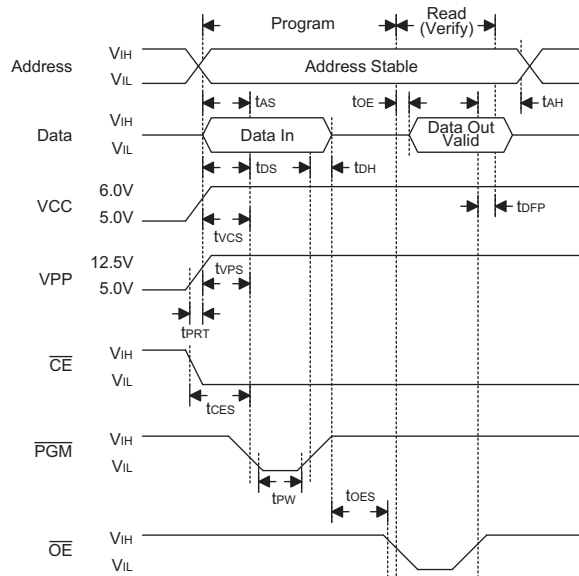 Program
Read
(Verify)
Address
VIH
VIL
Address Stable
tAS
tOE
tAH
Data
VIH
VIL
Data In
Data Out
Valid
tDS
tDH
VCC
6.0V
5.0V
tVCS
tDFP
VPP
12.5V
5.0V
tVPS
tPRT
CE
VIH
VIL
tCES
PGM
VIH
VIL
tPW
tOES
OE
VIH
VIL